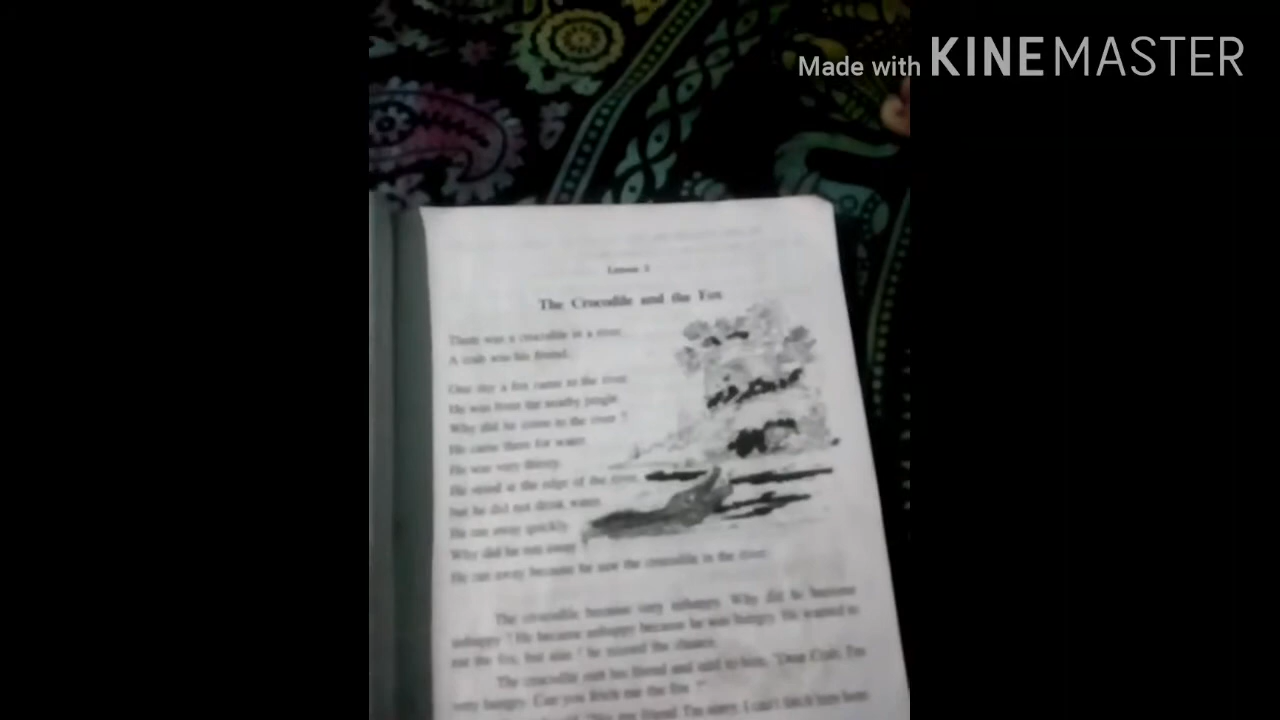 Made with KINEMASTER
Lesson
The Crocodile and the Fox
There was a crocodile in a river.
A crab was his friend.
One day a fox came to the river.
He was from the nearby jungle.
Why did he come to the river ?
He came there for water.
He was very thirsty.
He stood at the edge of the river,
but he did not drink water.
He ran away quickly.
Why did he run away
He ran away because he saw the crocodile in the river.
The crocodile became very unhappy. Why did he become
unhappy ? He became unhappy because he was hungry. He wanted to
eat the fox, but alas ! he missed the chance.
The crocodile met his friend and said to him, "Dear Crab, I'm
very hungry. Can you fetch me the fox ?"
"No my friend. I'm sorry. I can't